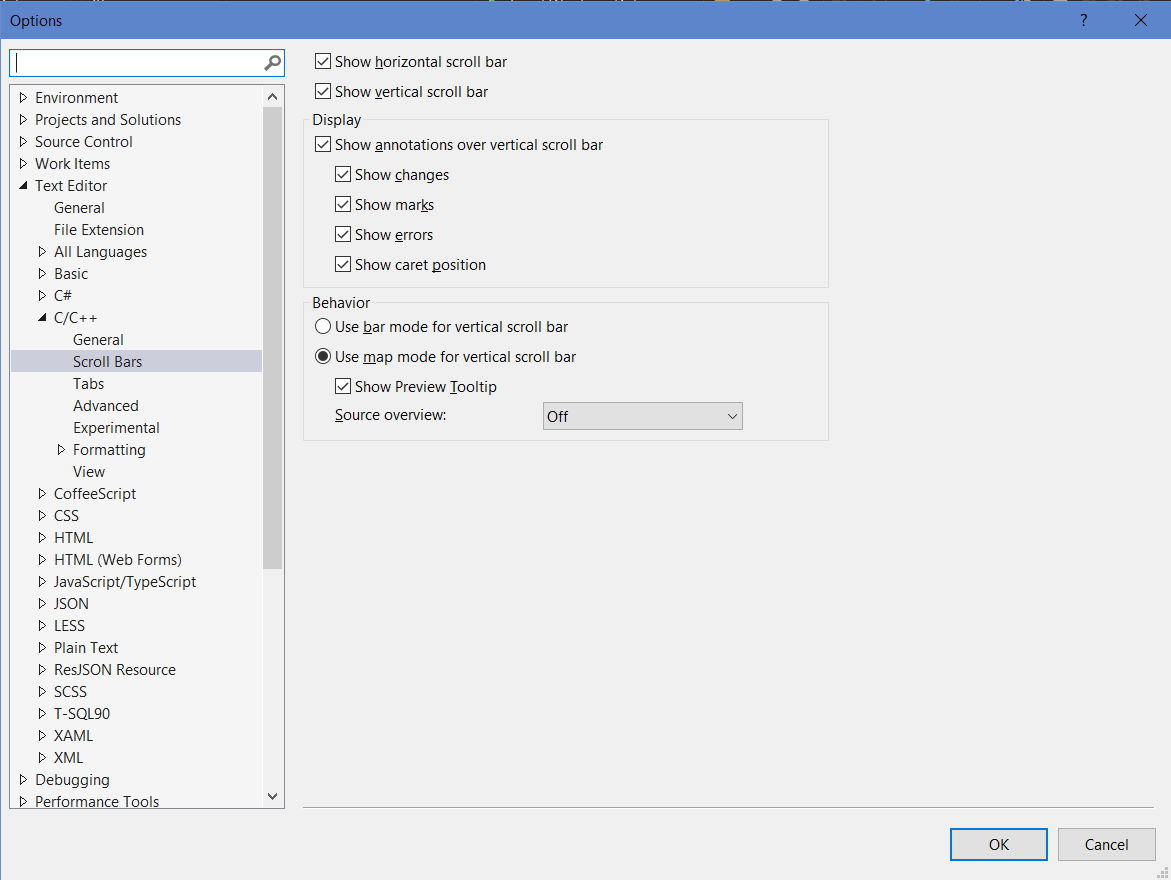 Options
?
Environment
Projects and Solutions
Source Control
Work Items
Text Editor
General
File Extension
All Languages
Basic
C#
C/C++
General
Scroll Bars
Tabs
Advanced
Experimental
Formatting
View
CoffeeScript
CSS
HTML
HTML (Web Forms)
JavaScript/TypeScript
JSON
LESS
Plain Text
ResJSON Resource
SCSS
T-SQL90
XAML
XML
Debugging
Performance Tools
Show horizontal scroll bar
Show vertical scroll bar
Display
Show annotations over vertical scroll bar
Show changes
Show marks
Show errors
Show caret position
Behavior
Use bar mode for vertical scroll bar
Use map mode for vertical scroll bar
Show Preview Tooltip
Source overview: Off
OK Cancel